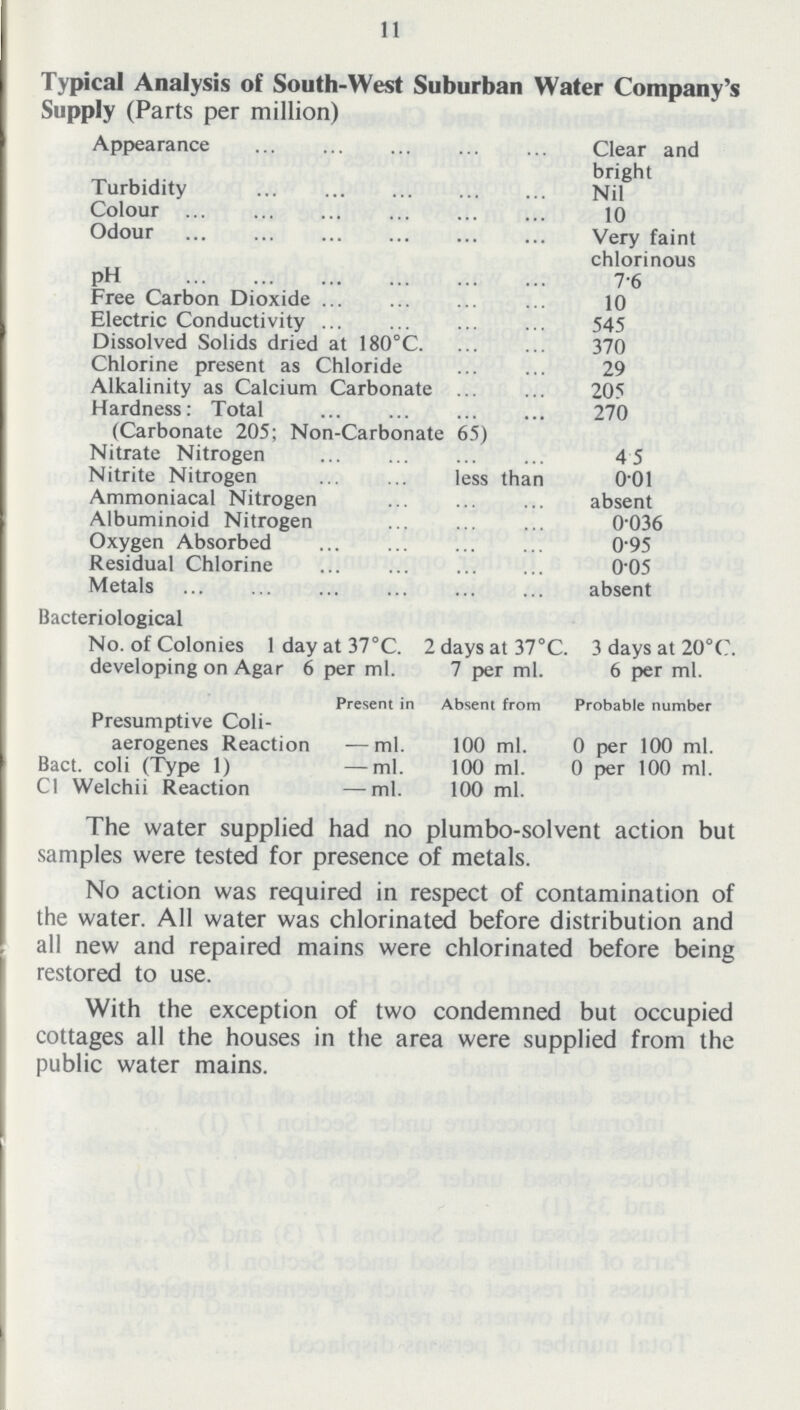 11
Typical Analysis of South-West Suburban Water Company's
Supply (Parts per million)
Appearance ... ... ... ... ... Clear and
bright
Turbidity ... ... ... ... ... Nil
Colour ... ... ... ... ... ... 10
Odour ... ... ... ... ... ... Very faint
chlorinous
pH ... ... ... ... ... ... 7·6
Free Carbon Dioxide ... ... ... ... 10
Electric Conductivity ... ... ... ... 545
Dissolved Solids dried at 180°C. ... ... 370
Chlorine present as Chloride ... ... 29
Alkalinity as Calcium Carbonate ... ... 205
Hardness: Total ... ... ... ... 270
(Carbonate 205; Non-Carbonate 65)
Nitrate Nitrogen ... ... ... ... 4 5
Nitrite Nitrogen ... ... less than 0·01
Ammoniacal Nitrogen ... ... ... absent
Albuminoid Nitrogen ... ... ... 0·036
Oxygen Absorbed ... ... ... ... 0·95
Residual Chlorine ... ... ... ... 0·05
Metals ... ... ... ... ... ... absent
Bacteriological
No. of Colonies 1 day at 37°C. 2 days at 37°C. 3 days at 20°C.
developing on Agar 6 per ml. 7 per ml. 6 per ml.
Present in Absent from Probable number
Presumptive Coli-
aerogenes Reaction — ml. 100 ml. 0 per 100 ml.
Bact. coli (Type 1) — ml. 100 ml. 0 per 100 ml.
Cl Welchii Reaction — ml. 100 ml.
The water supplied had no plumbo-solvent action but
samples were tested for presence of metals.
No action was required in respect of contamination of
the water. All water was chlorinated before distribution and
all new and repaired mains were chlorinated before being
restored to use.
With the exception of two condemned but occupied
cottages all the houses in the area were supplied from the
public water mains.